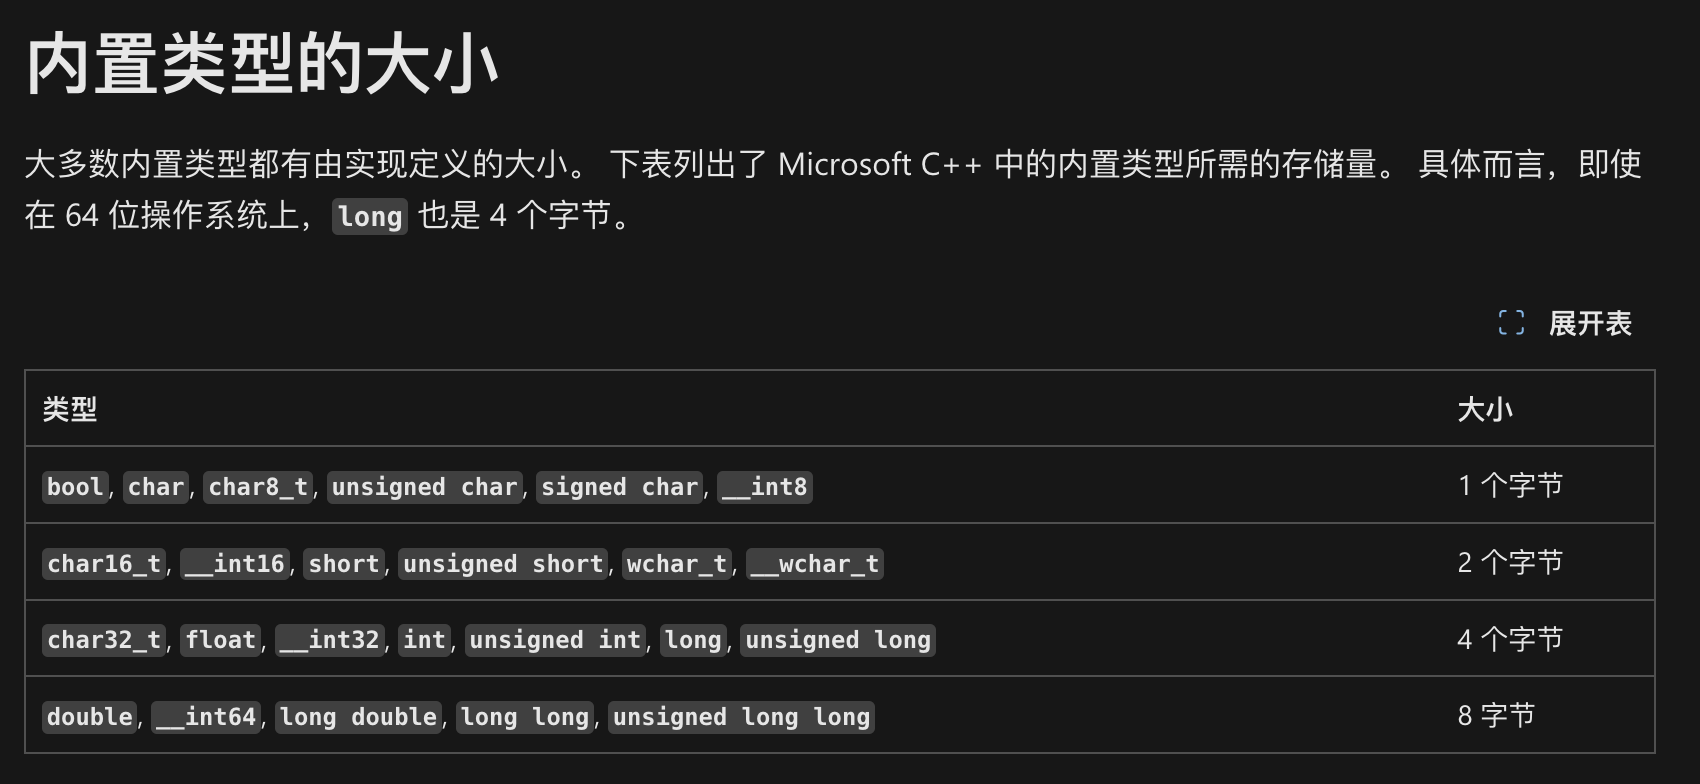 内置类型的大小
大多数内置类型都有由实现定义的大小。 下表列出了 Microsoft C++ 中的内置类型所需的存储量。 具体而言，即使
在 64 位操作系统上，long 也是 4 个字节。
展开表
类型 大小
bool, char, char8_t, unsigned char, signed char, __int8 1 个字节
char16_t, __int16, short, unsigned short, wchar_t, __wchar_t 2 个字节
char32_t, float, __int32, int, unsigned int, long, unsigned long 4 个字节
double, __int64, long double, long long, unsigned long long 8 字节